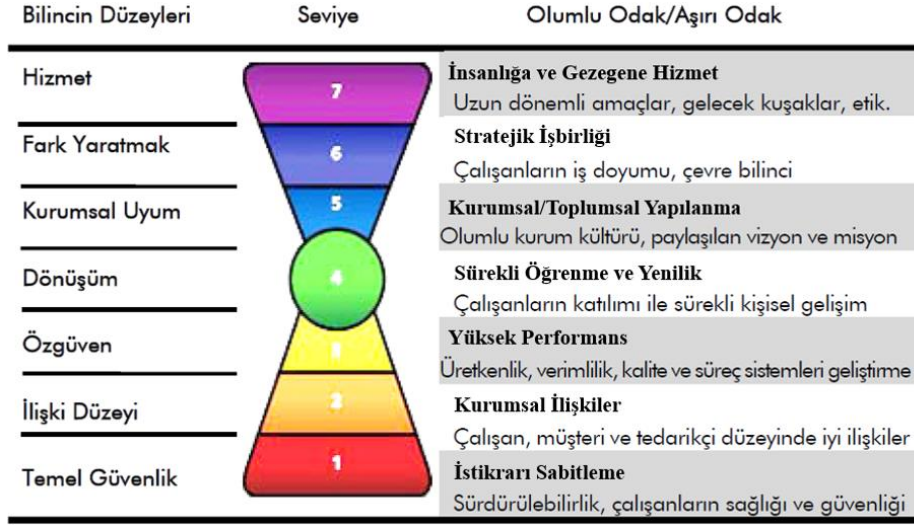 Bilincin Düzeyleri Seviye Olumlu Odak/Aşırı Odak
Hizmet 7 İnsanlığa ve Gezegene Hizmet
Uzun dönemli amaçlar, gelecek kuşaklar, etik.
Fark Yaratmak 6 Stratejik İşbirliği
Çalışanların iş doyumu, çevre bilinci
Kurumsal Uyum 5 Kurumsal/Toplumsal Yapılanma
Olumlu kurum kültürü, paylaşılan vizyon ve misyon
Dönüşüm 4 Sürekli Öğrenme ve Yenilik
Çalışanların katılımı ile sürekli kişisel gelişim
Özgüven 3 Yüksek Performans
Üretkenlik, verimlilik, kalite ve süreç sistemleri geliştirme
İlişki Düzeyi 2 Kurumsal İlişkiler
Çalışan, müşteri ve tedarikçi düzeyinde iyi ilişkiler
Temel Güvenlik 1 İstikrarı Sabitleme
Sürdürülebilirlik, çalışanların sağlığı ve güvenliği